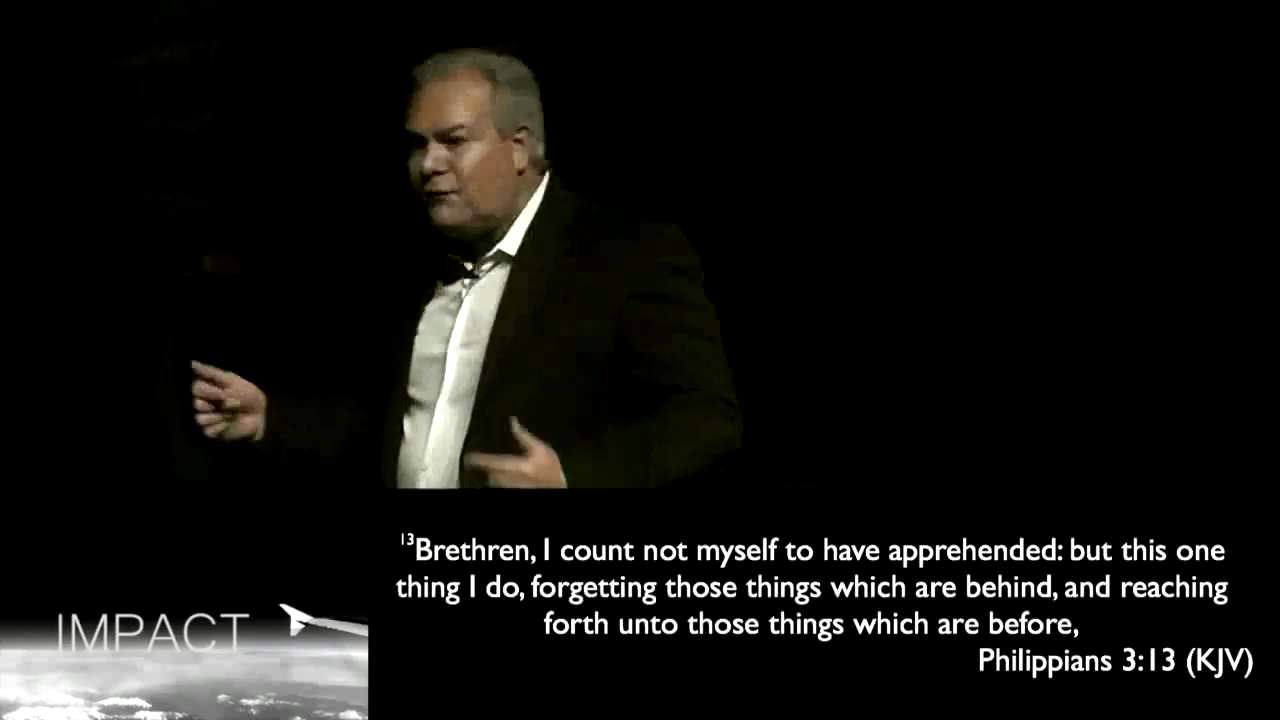 ¹³Brethren, I count not myself to have apprehended: but this one
thing I do, forgetting those things which are behind, and reaching
forth unto those things which are before,
Philippians 3:13 (KJV)
IMPACT